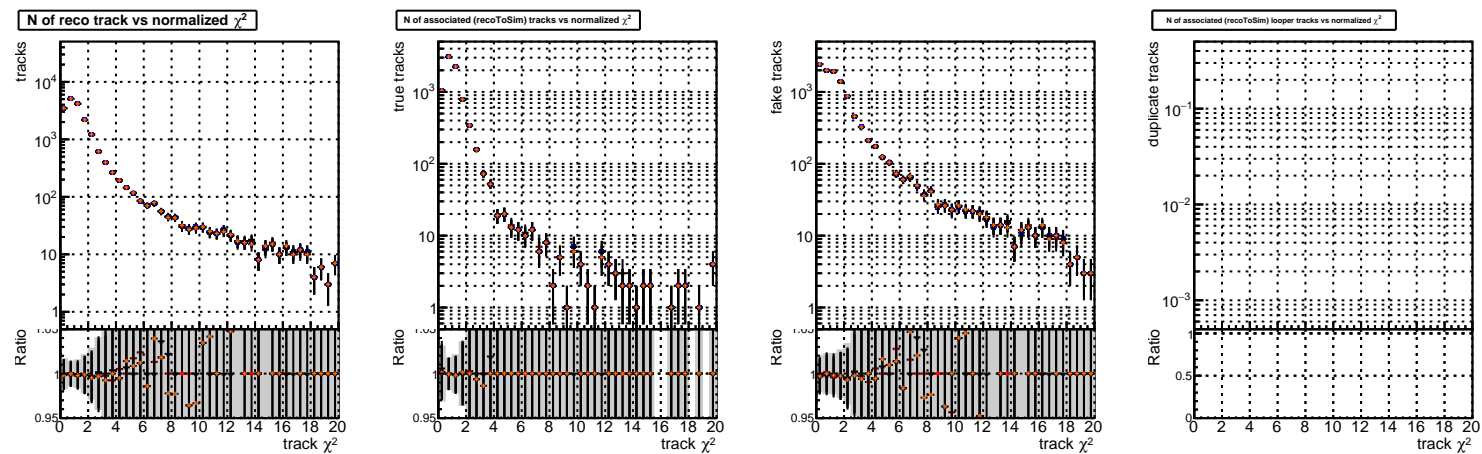 N of reco track vs normalized χ²
tracks
10⁴
10³
10²
10
1
Ratio
1
0.95
0 2 4 6 8 10 12 14 16 18 20
track χ²
N of associated (recoToSim) tracks vs normalized χ²
true tracks
10³
10²
10
1
Ratio
1
0.95
0 2 4 6 8 10 12 14 16 18 20
track χ²
fake tracks
10³
10²
10
1
Ratio
1
0.95
0 2 4 6 8 10 12 14 16 18 20
track χ²
N of associated (recoToSim) looper tracks vs normalized χ²
duplicate tracks
10⁻¹
10⁻²
10⁻³
Ratio
1
0.5
0
0 2 4 6 8 10 12 14 16 18 20
track χ²